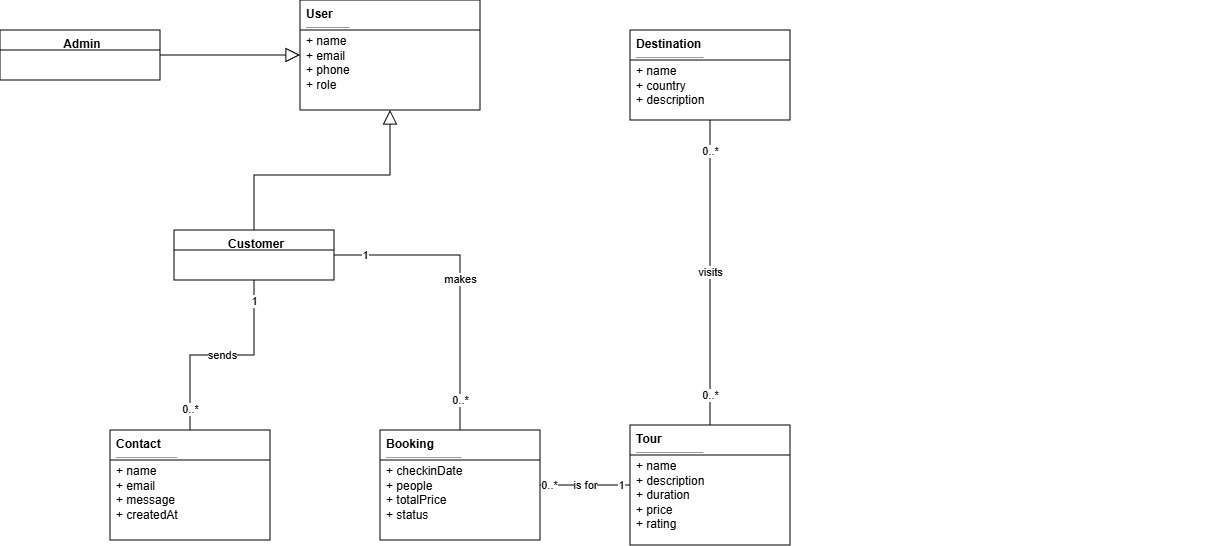 User
+ name
+ email
+ phone
+ role
Admin
Destination
+ name
+ country
+ description
0..*
visits
0..*
Customer
1
makes
0..*
1
sends
0..*
Contact
+ name
+ email
+ message
+ createdAt
Booking
+ checkinDate
+ people
+ totalPrice
+ status
0..*
is for
1
Tour
+ name
+ description
+ duration
+ price
+ rating